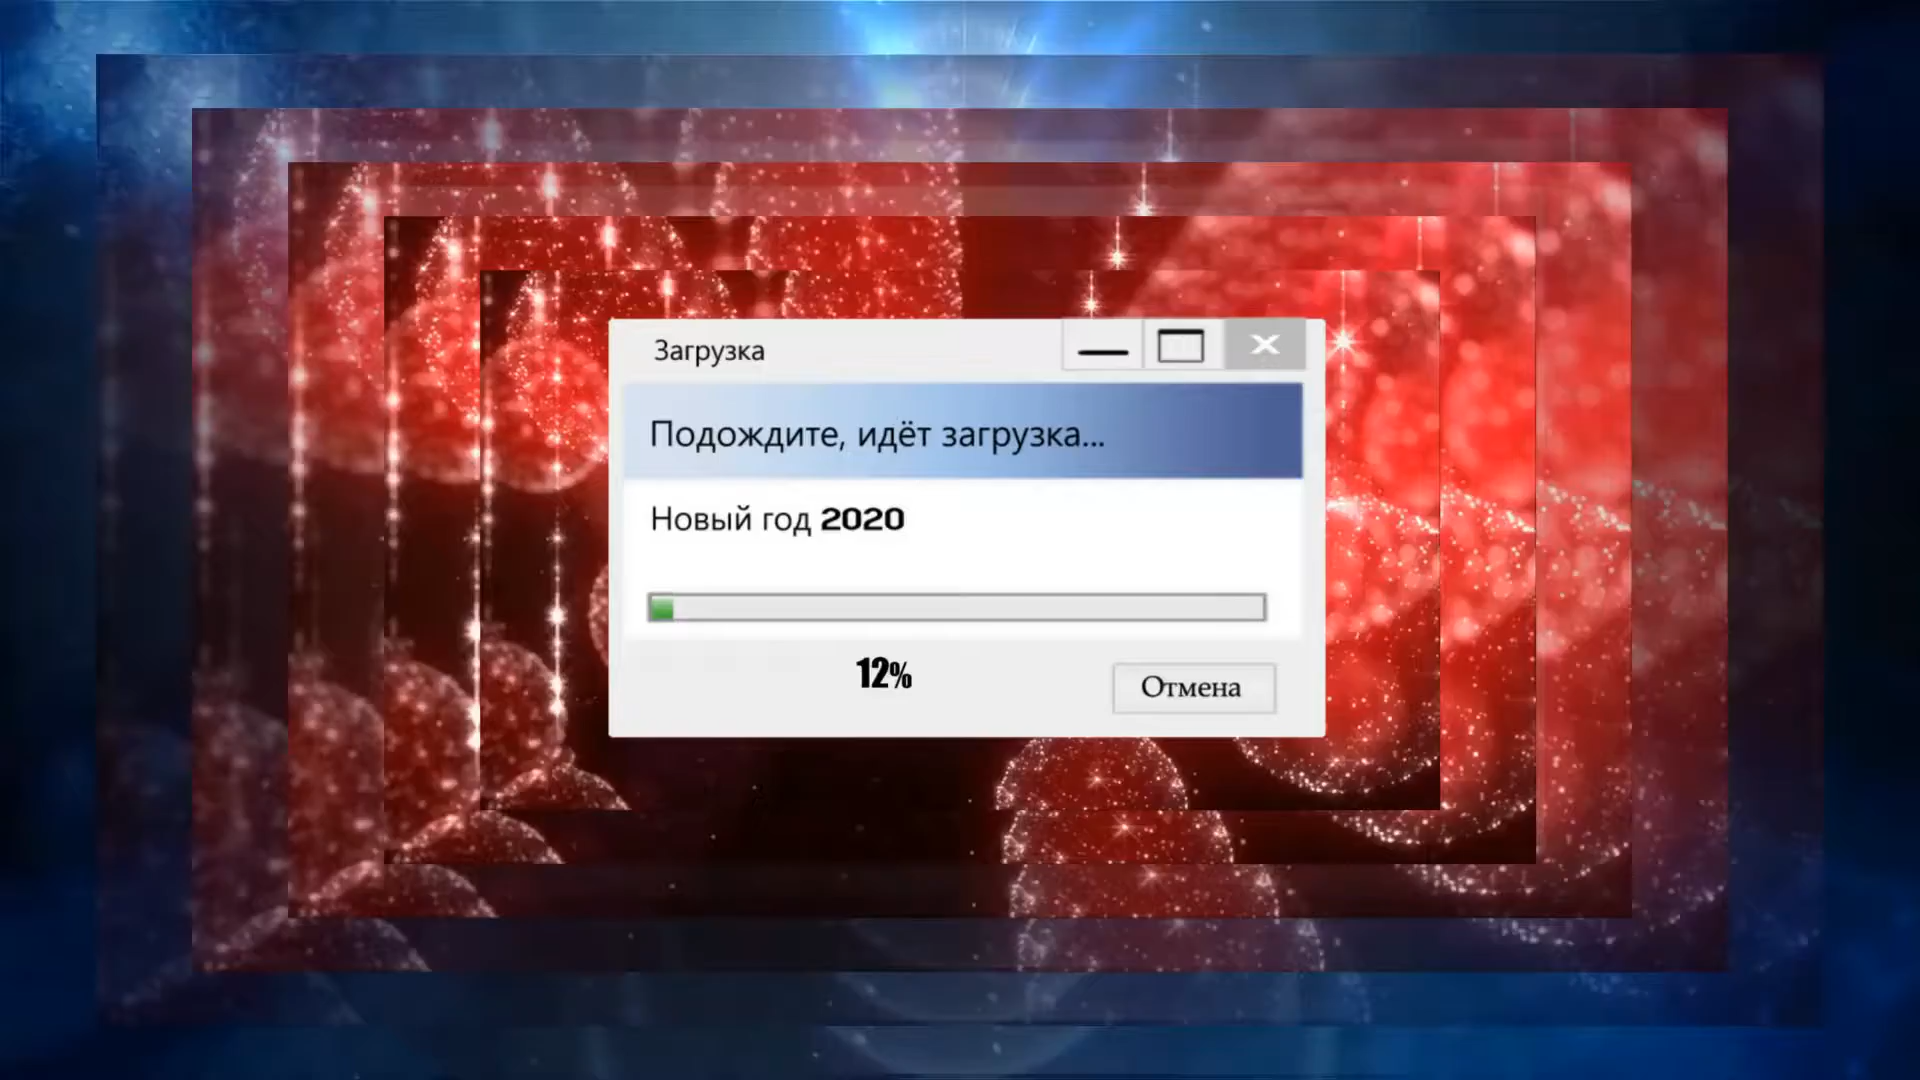 Загрузка
Подождите, идёт загрузка...
Новый год 2020
12%
Отмена